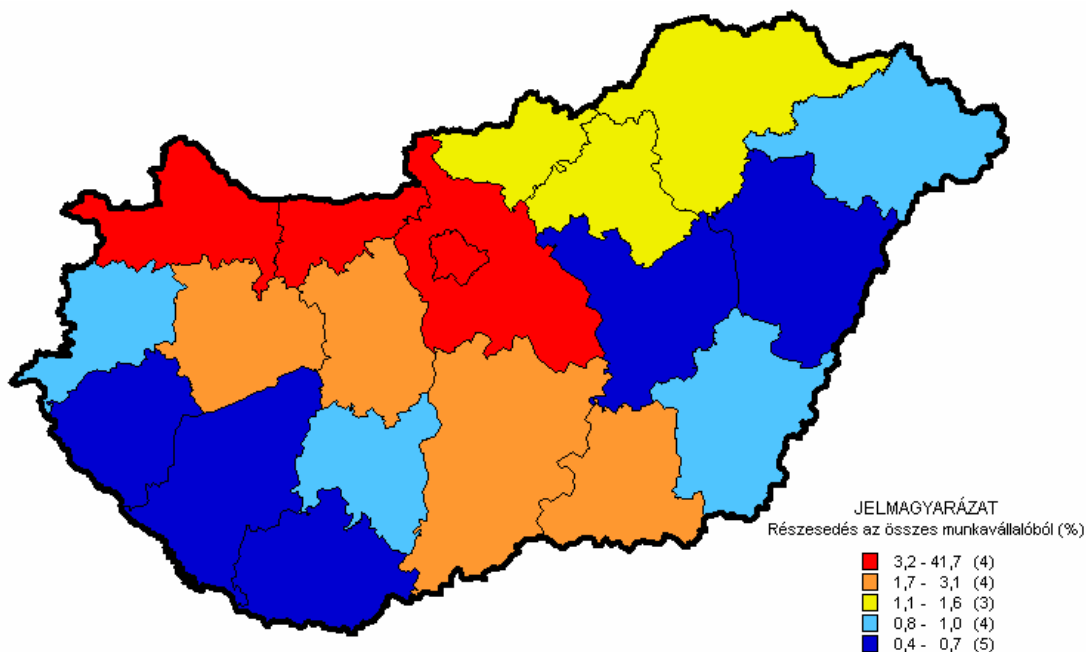 JELMAGYARÁZAT
Részesedés az összes munkavállalóból (%)
3,2 - 41,7 (4)
1,7 - 3,1 (4)
1,1 - 1,6 (3)
0,8 - 1,0 (4)
0,4 - 0,7 (5)